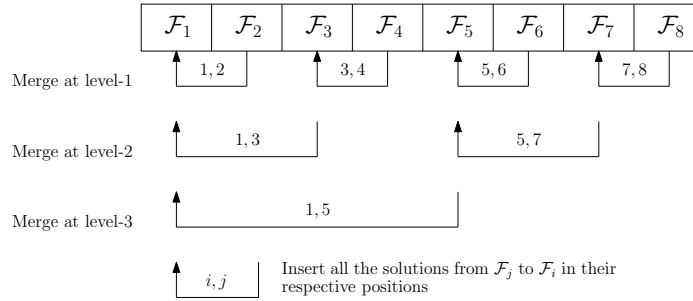 F₁ F₂ F₃ F₄ F₅ F₆ F₇ F₈
Merge at level-1 1, 2 3, 4 5, 6 7, 8
Merge at level-2 1, 3 5, 7
Merge at level-3 1, 5
i, j Insert all the solutions from Fⱼ to Fᵢ in their
respective positions